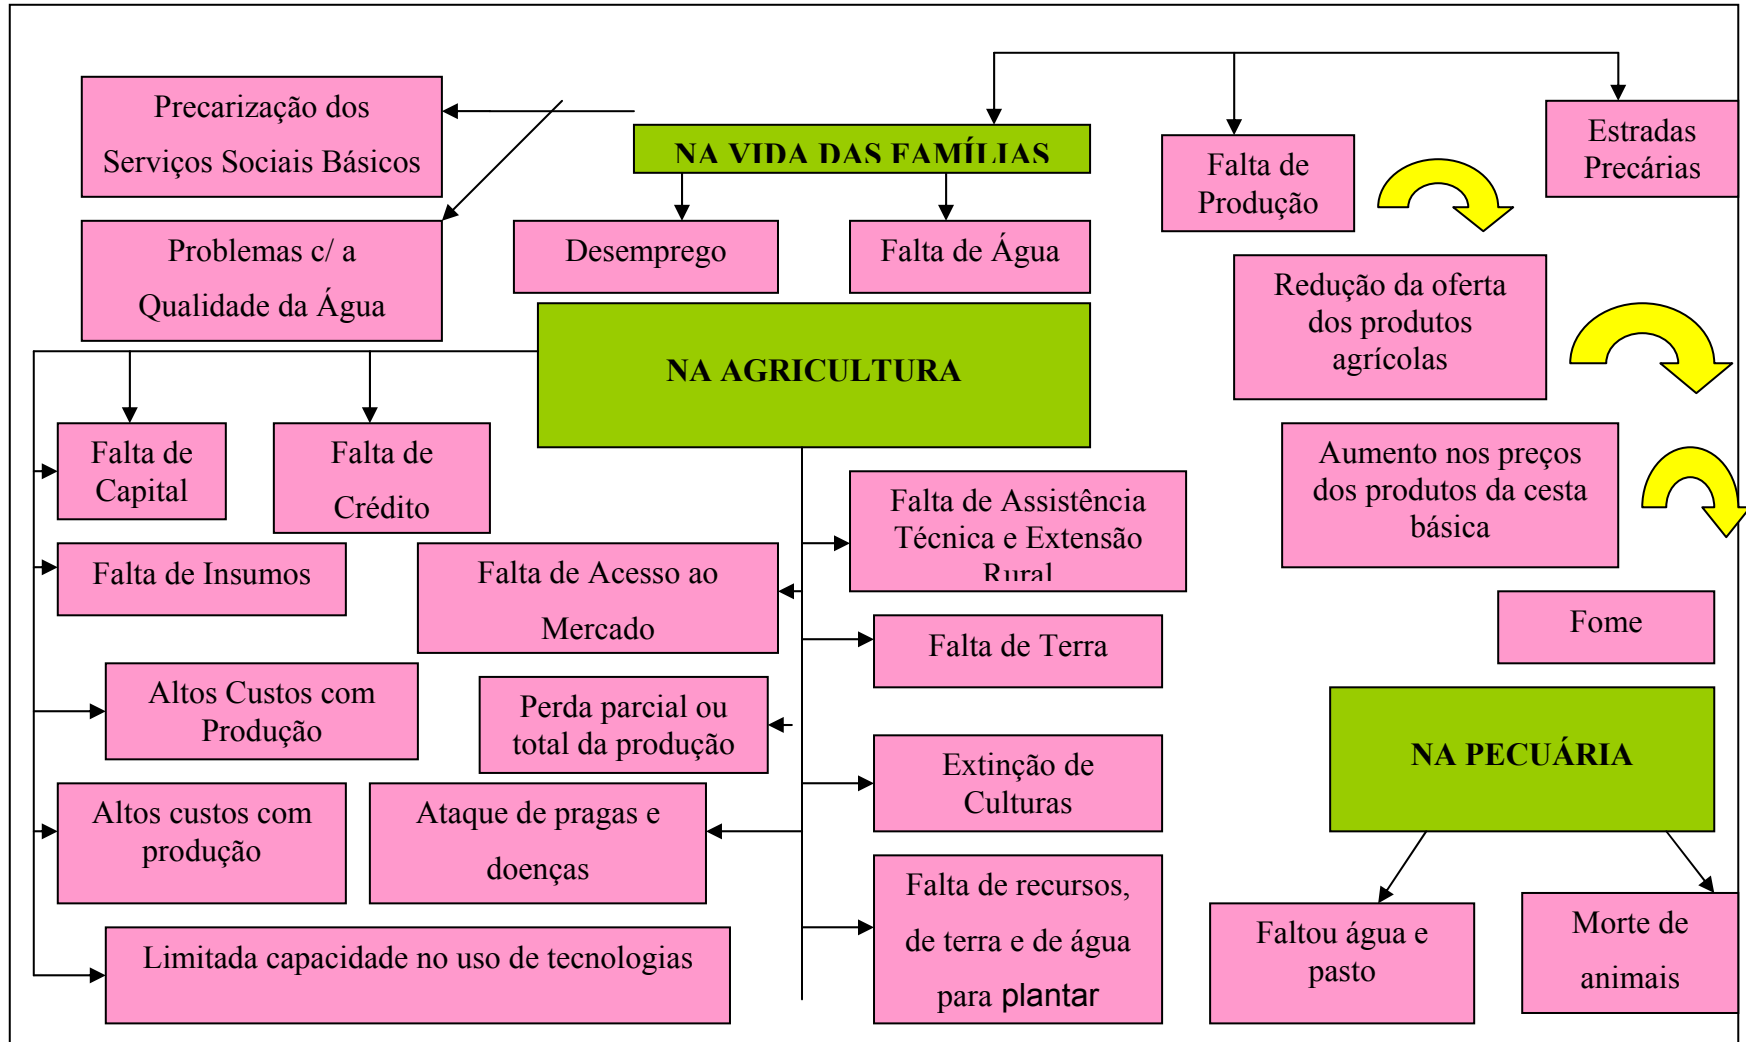 Precarização dos
Serviços Sociais Básicos
NA VIDA DAS FAMÍLIAS
Falta de
Produção
Estradas
Precárias
Problemas c/ a
Qualidade da Água
Desemprego
Falta de Água
Redução da oferta
dos produtos
agrícolas
NA AGRICULTURA
Falta de
Capital
Falta de
Crédito
Aumento nos preços
dos produtos da cesta
básica
Falta de Assistência
Técnica e Extensão
Rural
Falta de Insumos
Falta de Acesso ao
Mercado
Fome
Falta de Terra
Altos Custos com
Produção
Perda parcial ou
total da produção
NA PECUÁRIA
Extinção de
Culturas
Altos custos com
produção
Ataque de pragas e
doenças
Falta de recursos,
de terra e de água
para plantar
Faltou água e
pasto
Morte de
animais
Limitada capacidade no uso de tecnologias